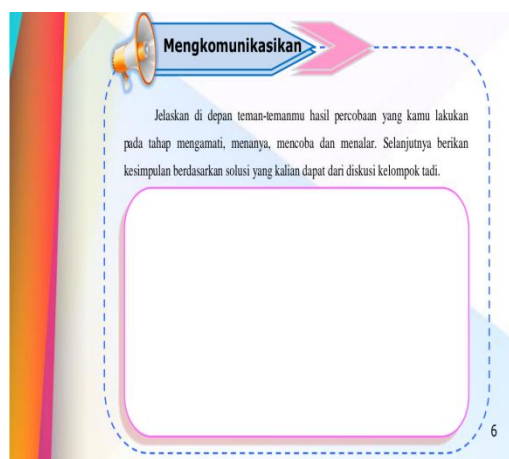 Mengkomunikasikan
Jelaskan di depan teman-temanmu hasil percobaan yang kamu lakukan
pada tahap mengamati, menanya, mencoba dan menalar. Selanjutnya berikan
kesimpulan berdasarkan solusi yang kalian dapat dari diskusi kelompok tadi.
6